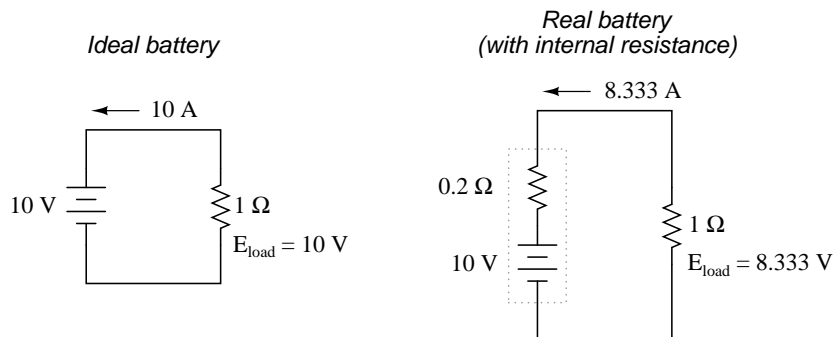 Ideal battery
10 A
10 V
1 Ω
Eload = 10 V
Real battery
(with internal resistance)
8.333 A
0.2 Ω
10 V
1 Ω
Eload = 8.333 V